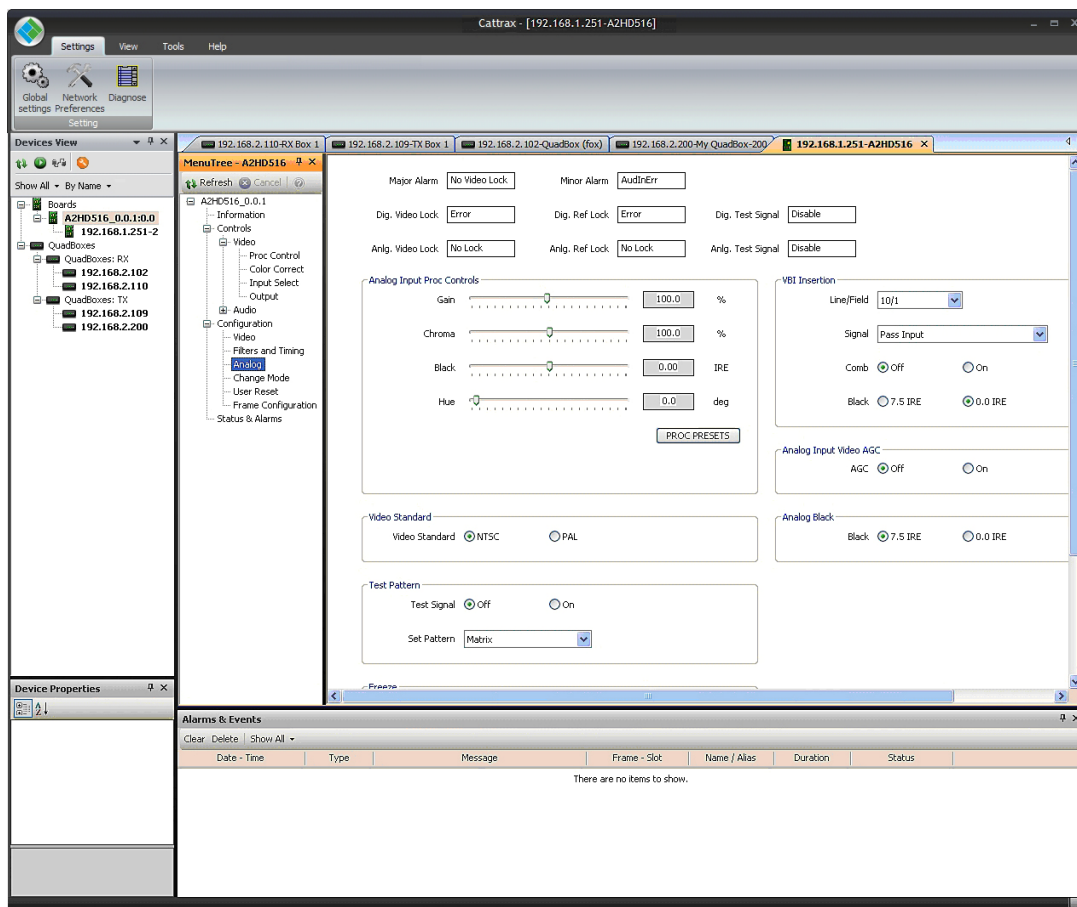 Cattrax - [192.168.1.251-A2HD516]
Settings View Tools Help
Global settings
Network Preferences
Diagnose
Setting
Devices View
Show All By Name
Boards
A2HD516_0.0.1:0.0
192.168.1.251-2
QuadBoxes
QuadBoxes: RX
192.168.2.102
192.168.2.110
QuadBoxes: TX
192.168.2.109
192.168.2.200
Device Properties
192.168.2.110-RX Box 1
192.168.2.109-TX Box 1
192.168.2.102-QuadBox (fox)
192.168.2.200-My QuadBox-200
192.168.1.251-A2HD516
MenuTree - A2HD516
Refresh Cancel
A2HD516_0.0.1
Information
Controls
Video
Proc Control
Color Correct
Input Select
Output
Audio
Configuration
Video
Filters and Timing
Analog
Change Mode
User Reset
Frame Configuration
Status & Alarms
Major Alarm No Video Lock Minor Alarm AudInErr
Dig. Video Lock Error Dig. Ref Lock Error Dig. Test Signal Disable
Anlg. Video Lock No Lock Anlg. Ref Lock No Lock Anlg. Test Signal Disable
Analog Input Proc Controls
Gain 100.0 %
Chroma 100.0 %
Black 0.00 IRE
Hue 0.0 deg
PROC PRESETS
VBI Insertion
Line/Field 10/1
Signal Pass Input
Comb Off On
Black 7.5 IRE 0.0 IRE
Analog Input Video AGC
AGC Off On
Video Standard
Video Standard NTSC PAL
Analog Black
Black 7.5 IRE 0.0 IRE
Test Pattern
Test Signal Off On
Set Pattern Matrix
Freeze
Alarms & Events
Clear Delete Show All
Date - Time Type Message Frame - Slot Name / Alias Duration Status
There are no items to show.